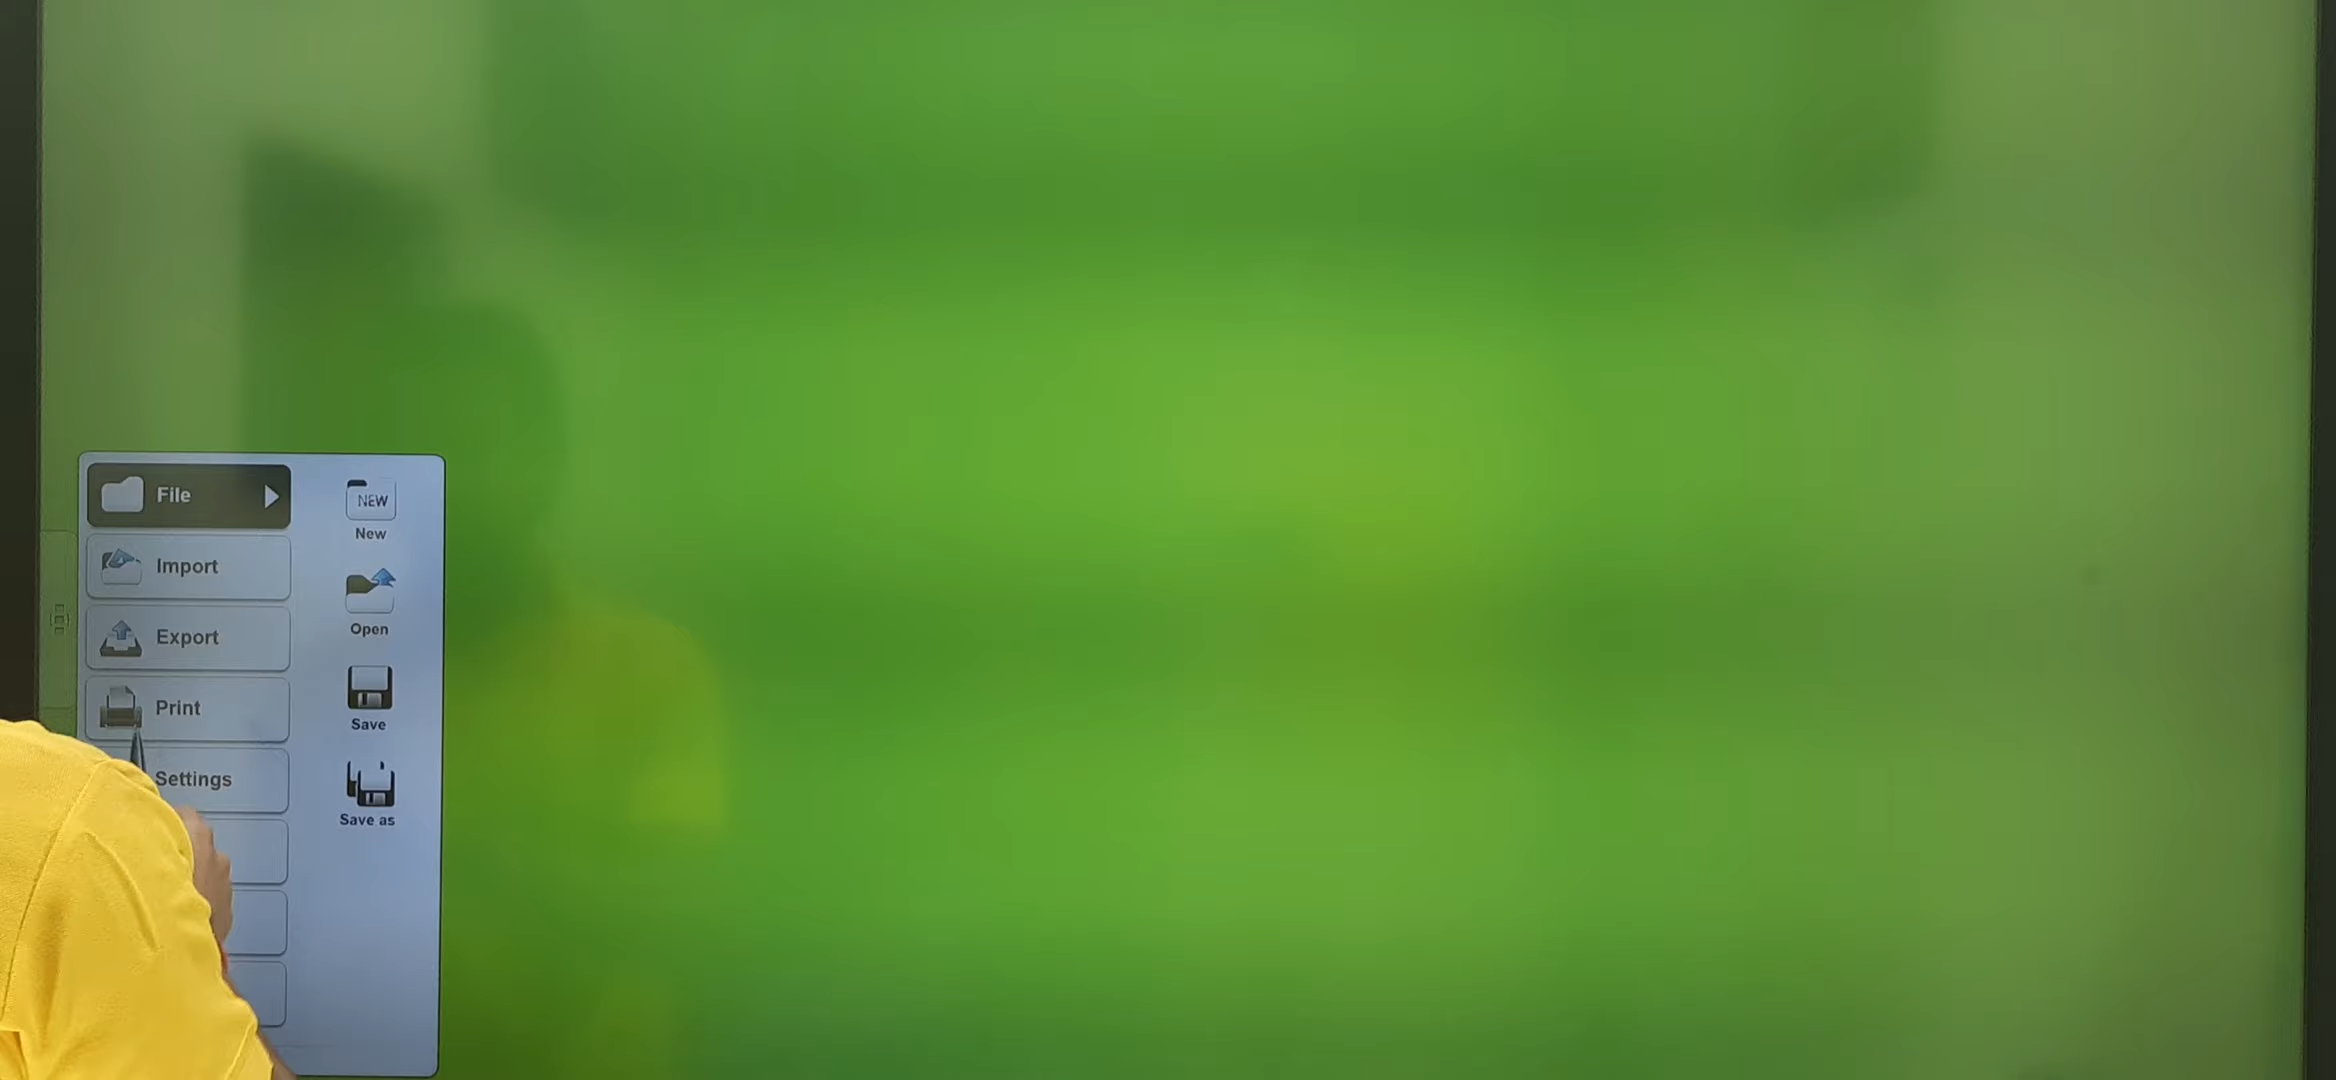 File
Import
Export
Print
Settings
NEW
New
Open
Save
Save as